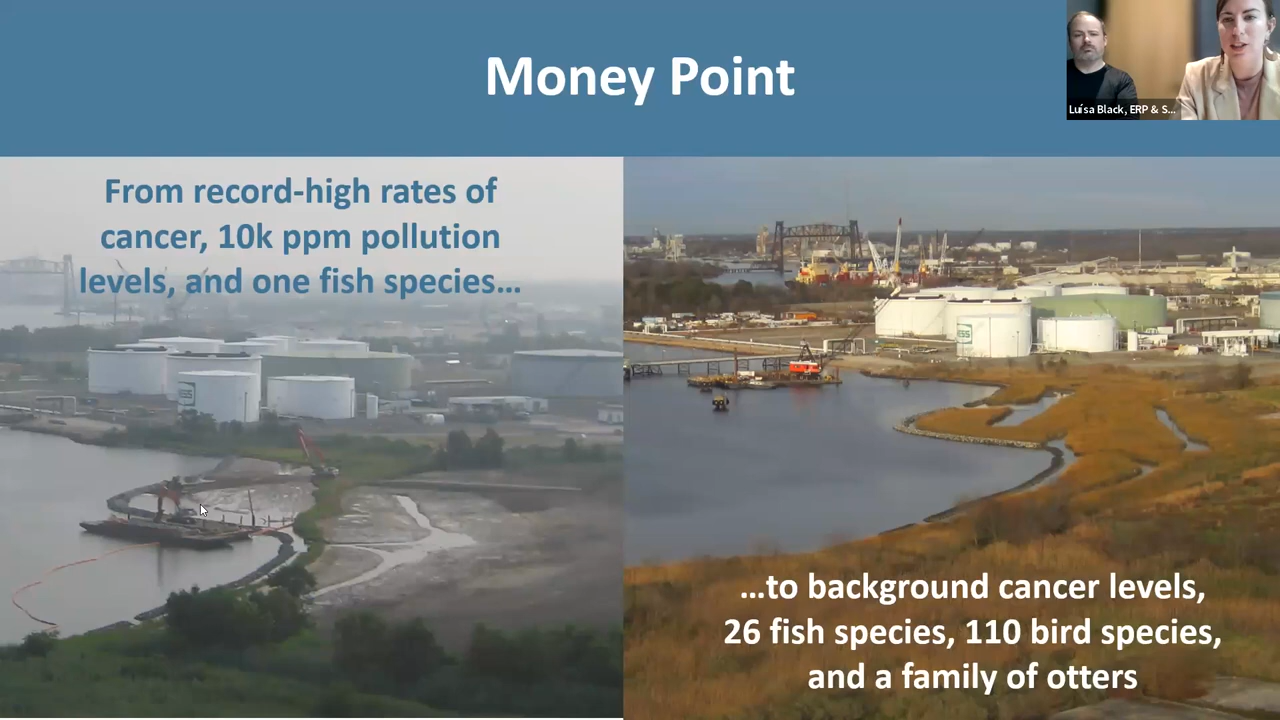 Money Point
Luísa Black, ERP & S...
From record-high rates of
cancer, 10k ppm pollution
levels, and one fish species...
...to background cancer levels,
26 fish species, 110 bird species,
and a family of otters